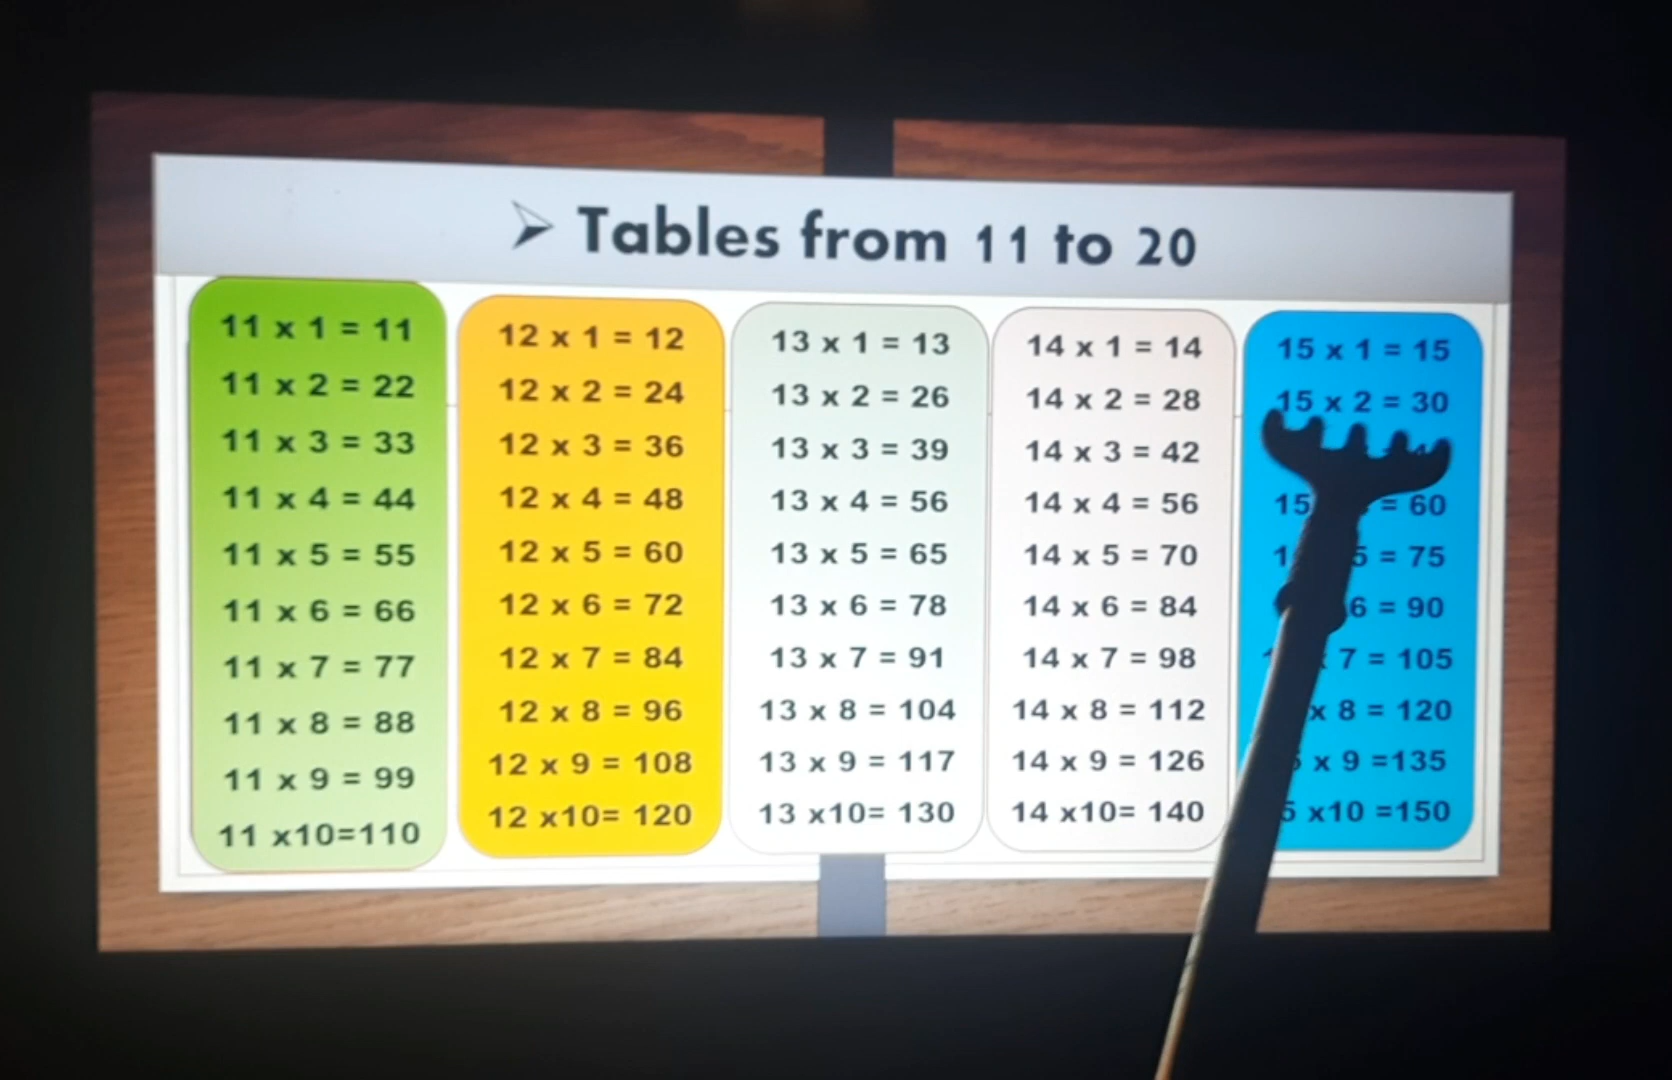 Tables from 11 to 20
11 x 1 = 11
11 x 2 = 22
11 x 3 = 33
11 x 4 = 44
11 x 5 = 55
11 x 6 = 66
11 x 7 = 77
11 x 8 = 88
11 x 9 = 99
11 x10=110
12 x 1 = 12
12 x 2 = 24
12 x 3 = 36
12 x 4 = 48
12 x 5 = 60
12 x 6 = 72
12 x 7 = 84
12 x 8 = 96
12 x 9 = 108
12 x10= 120
13 x 1 = 13
13 x 2 = 26
13 x 3 = 39
13 x 4 = 56
13 x 5 = 65
13 x 6 = 78
13 x 7 = 91
13 x 8 = 104
13 x 9 = 117
13 x10= 130
14 x 1 = 14
14 x 2 = 28
14 x 3 = 42
14 x 4 = 56
14 x 5 = 70
14 x 6 = 84
14 x 7 = 98
14 x 8 = 112
14 x 9 = 126
14 x10= 140
15 x 1 = 15
15 x 2 = 30
15 = 60
5 = 75
6 = 90
7 = 105
x 8 = 120
x 9 =135
x10 =150